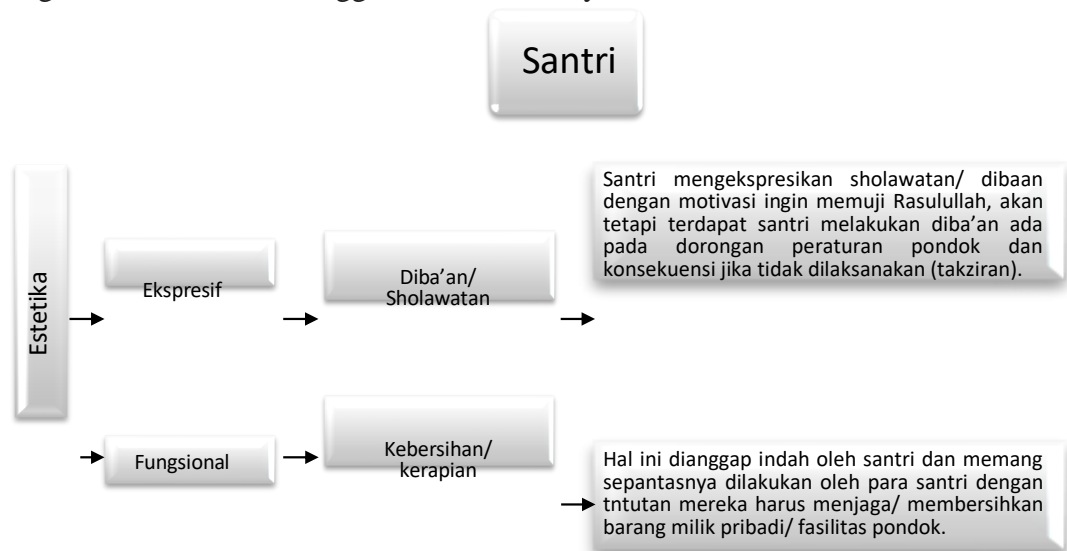 Santri
Estetika
Ekspresif
Diba’an/
Sholawatan
Santri mengekspresikan sholawatan/ dibaan
dengan motivasi ingin memuji Rasulullah, akan
tetapi terdapat santri melakukan diba’an ada
pada dorongan peraturan pondok dan
konsekuensi jika tidak dilaksanakan (takziran).
Fungsional
Kebersihan/
kerapian
Hal ini dianggap indah oleh santri dan memang
sepantasnya dilakukan oleh para santri dengan
tntutan mereka harus menjaga/ membersihkan
barang milik pribadi/ fasilitas pondok.